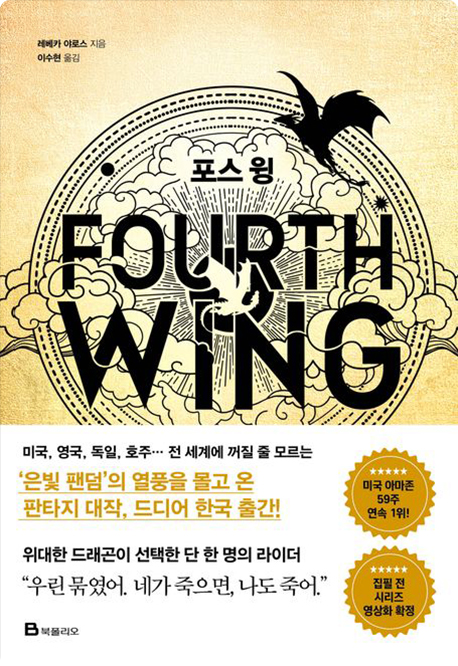 레베카 야로스 지음
이수현 옮김
포스 윙
FOURTH
WING
미국, 영국, 독일, 호주… 전 세계에 꺼질 줄 모르는
‘은빛 팬덤’의 열풍을 몰고 온
판타지 대작, 드디어 한국 출간!
위대한 드래곤이 선택한 단 한 명의 라이더
“우린 묶였어. 네가 죽으면, 나도 죽어.”
★★★★★
미국 아마존
59주
연속 1위!
★★★★★
집필 전
시리즈
영상화 확정
B북폴리오